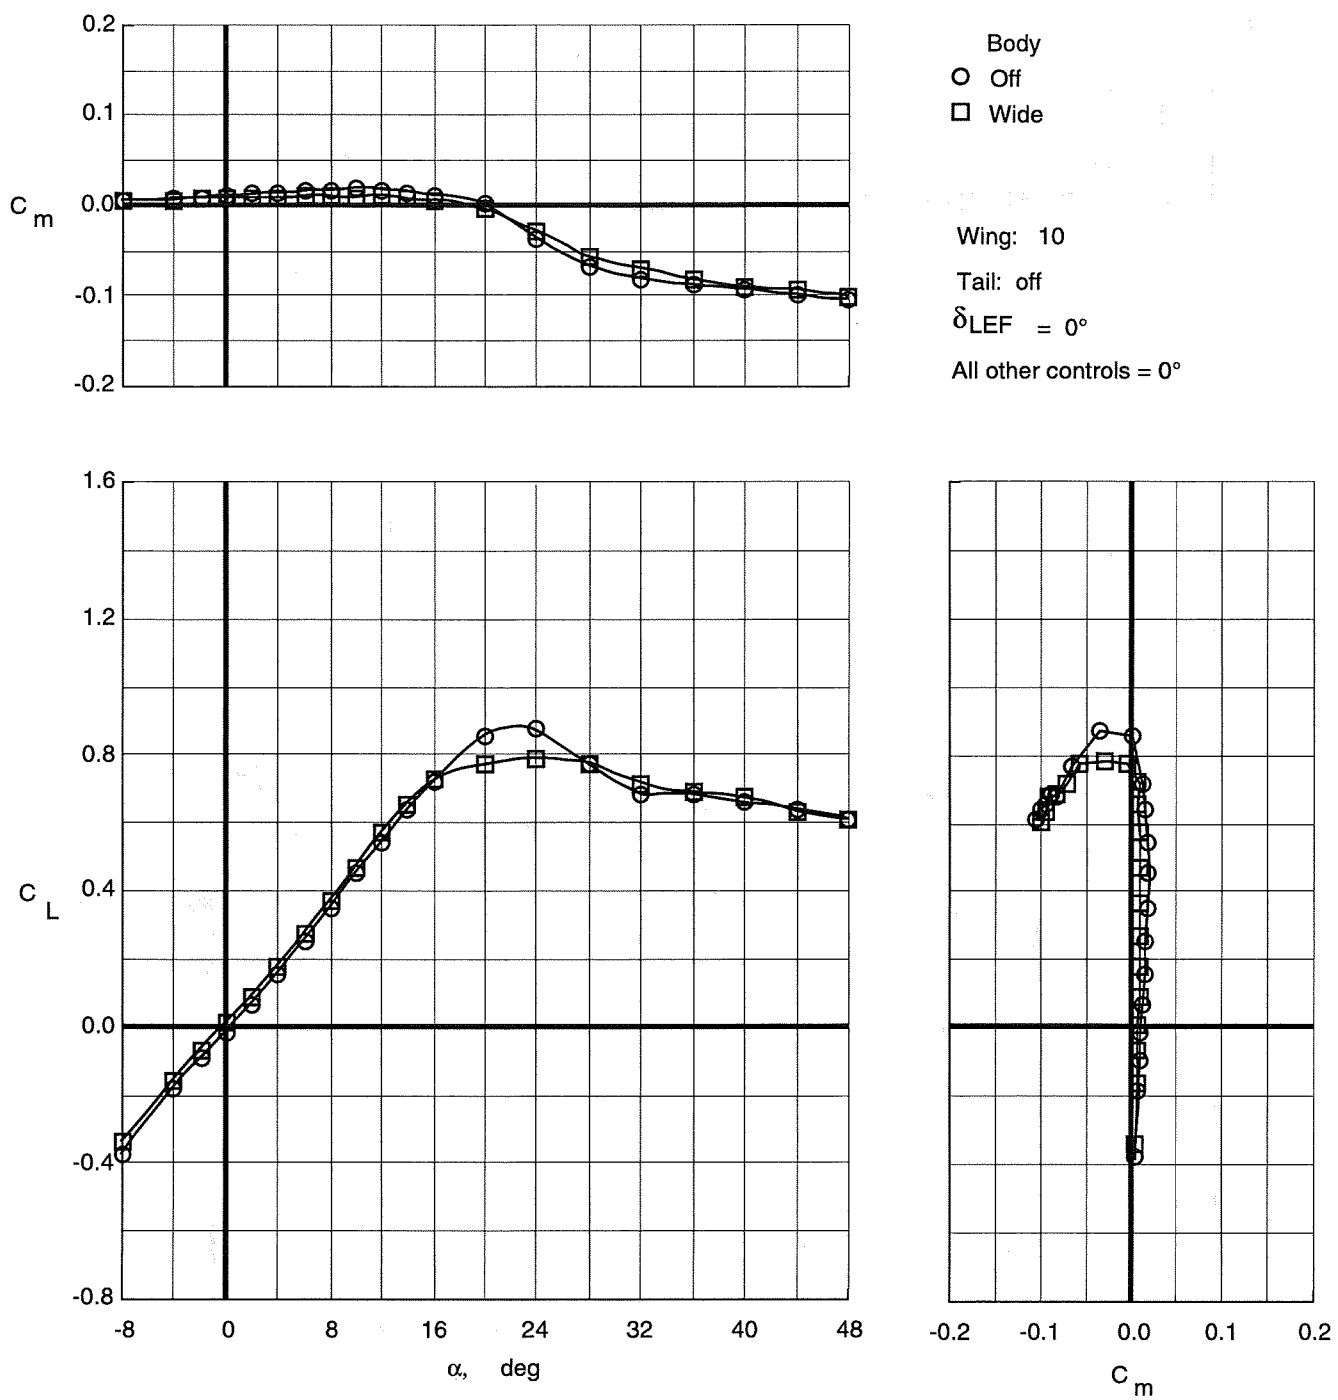 0.2
0.1
0.0
-0.1
-0.2
C m
Body
Off
Wide
Wing: 10
Tail: off
δLEF = 0°
All other controls = 0°
1.6
1.2
0.8
0.4
0.0
-0.4
-0.8
C L
-8 0 8 16 24 32 40 48
α, deg
-0.2 -0.1 0.0 0.1 0.2
C m